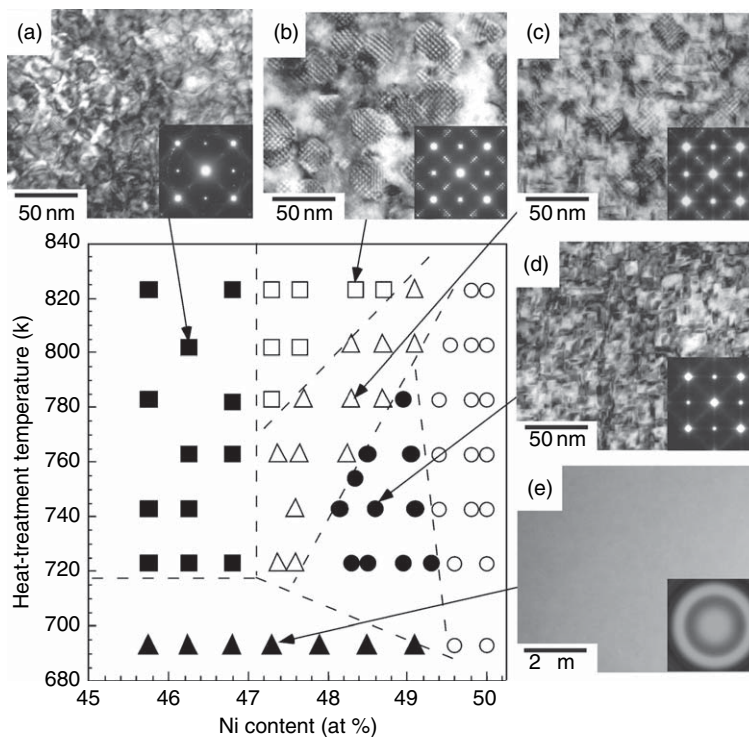 (a)
50 nm
(b)
50 nm
(c)
50 nm
(d)
50 nm
(e)
2 m
840
820
800
780
760
740
720
700
680
Heat-treatment temperature (k)
45 46 47 48 49 50
Ni content (at %)